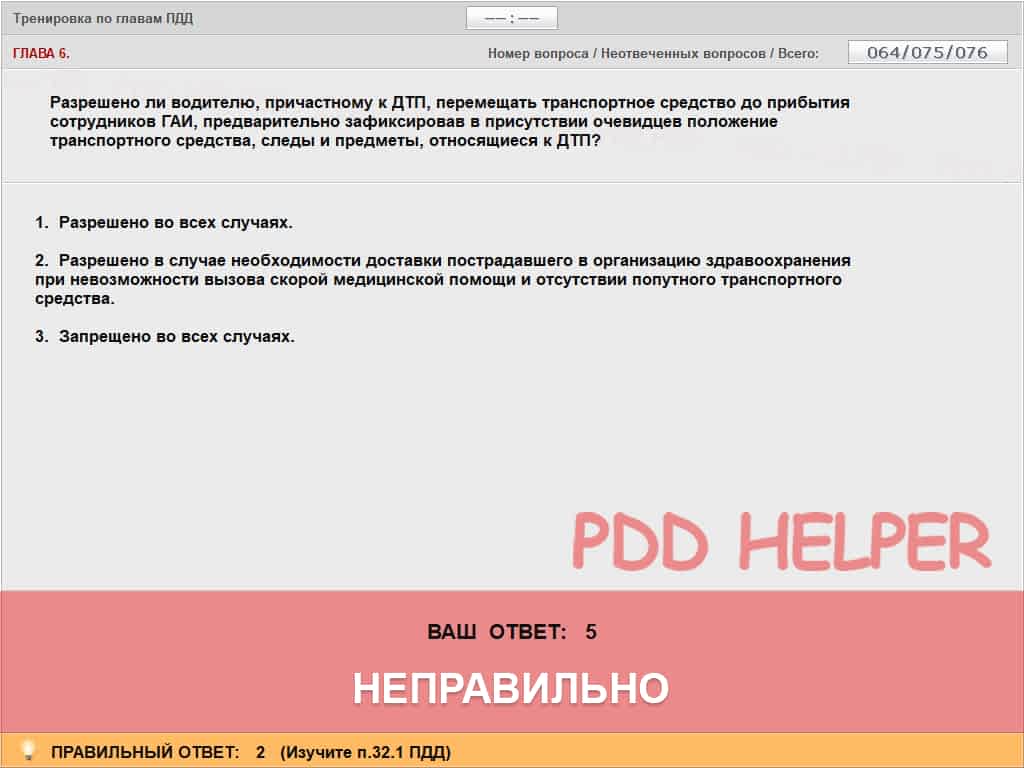 Тренировка по главам ПДД
—— : ——
ГЛАВА 6.
Номер вопроса / Неотвеченных вопросов / Всего:
064/075/076
Разрешено ли водителю, причастному к ДТП, перемещать транспортное средство до прибытия
сотрудников ГАИ, предварительно зафиксировав в присутствии очевидцев положение
транспортного средства, следы и предметы, относящиеся к ДТП?
1. Разрешено во всех случаях.
2. Разрешено в случае необходимости доставки пострадавшего в организацию здравоохранения
при невозможности вызова скорой медицинской помощи и отсутствии попутного транспортного
средства.
3. Запрещено во всех случаях.
PDD HELPER
ВАШ ОТВЕТ: 5
НЕПРАВИЛЬНО
ПРАВИЛЬНЫЙ ОТВЕТ: 2 (Изучите п.32.1 ПДД)